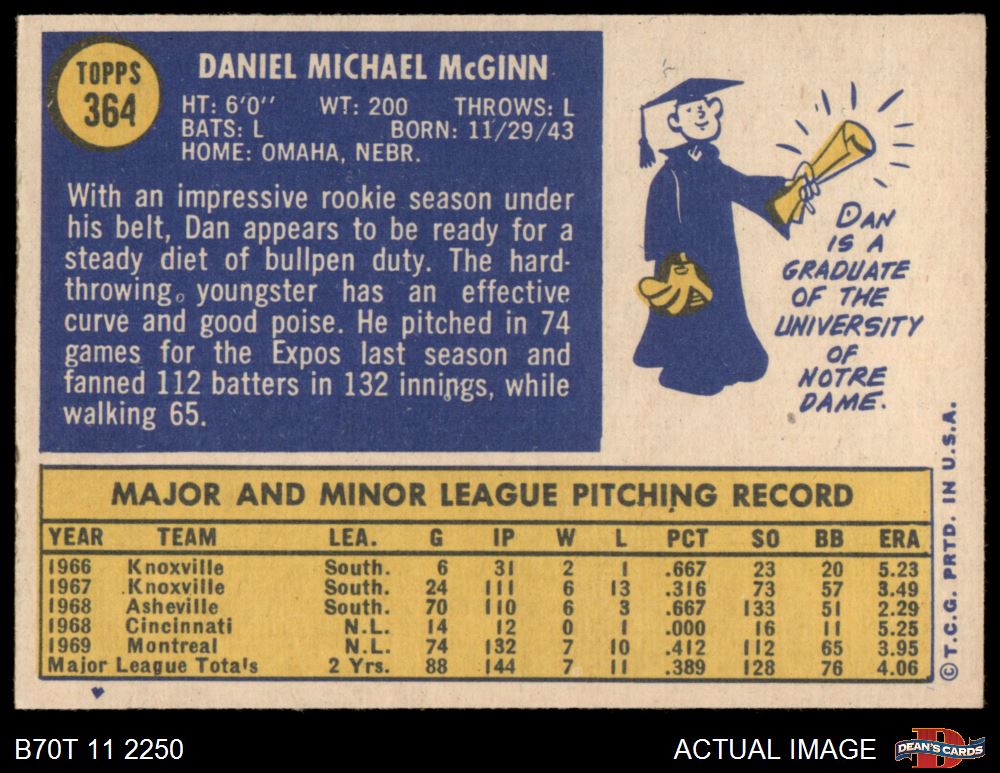 TOPPS
364
DANIEL MICHAEL McGINN
HT: 6'0'' WT: 200 THROWS: L
BATS: L BORN: 11/29/43
HOME: OMAHA, NEBR.
With an impressive rookie season under
his belt, Dan appears to be ready for a
steady diet of bullpen duty. The hard-
throwing youngster has an effective
curve and good poise. He pitched in 74
games for the Expos last season and
fanned 112 batters in 132 innings, while
walking 65.
DAN
IS A
GRADUATE
OF THE
UNIVERSITY
OF
NOTRE
DAME.
MAJOR AND MINOR LEAGUE PITCHING RECORD
YEAR TEAM LEA. G IP W L PCT SO BB ERA
1966 Knoxville South. 6 31 2 1 .667 23 20 5.23
1967 Knoxville South. 24 111 6 13 .316 73 57 3.49
1968 Asheville South. 70 110 6 3 .667 133 51 2.29
1968 Cincinnati N.L. 14 12 0 1 .000 16 11 5.25
1969 Montreal N.L. 74 132 7 10 .412 112 65 3.95
Major League Totals 2 Yrs. 88 144 7 11 .389 128 76 4.06
© T.C.G. PRTD. IN U.S.A.
B70T 11 2250
ACTUAL IMAGE
D
DEAN'S CARDS